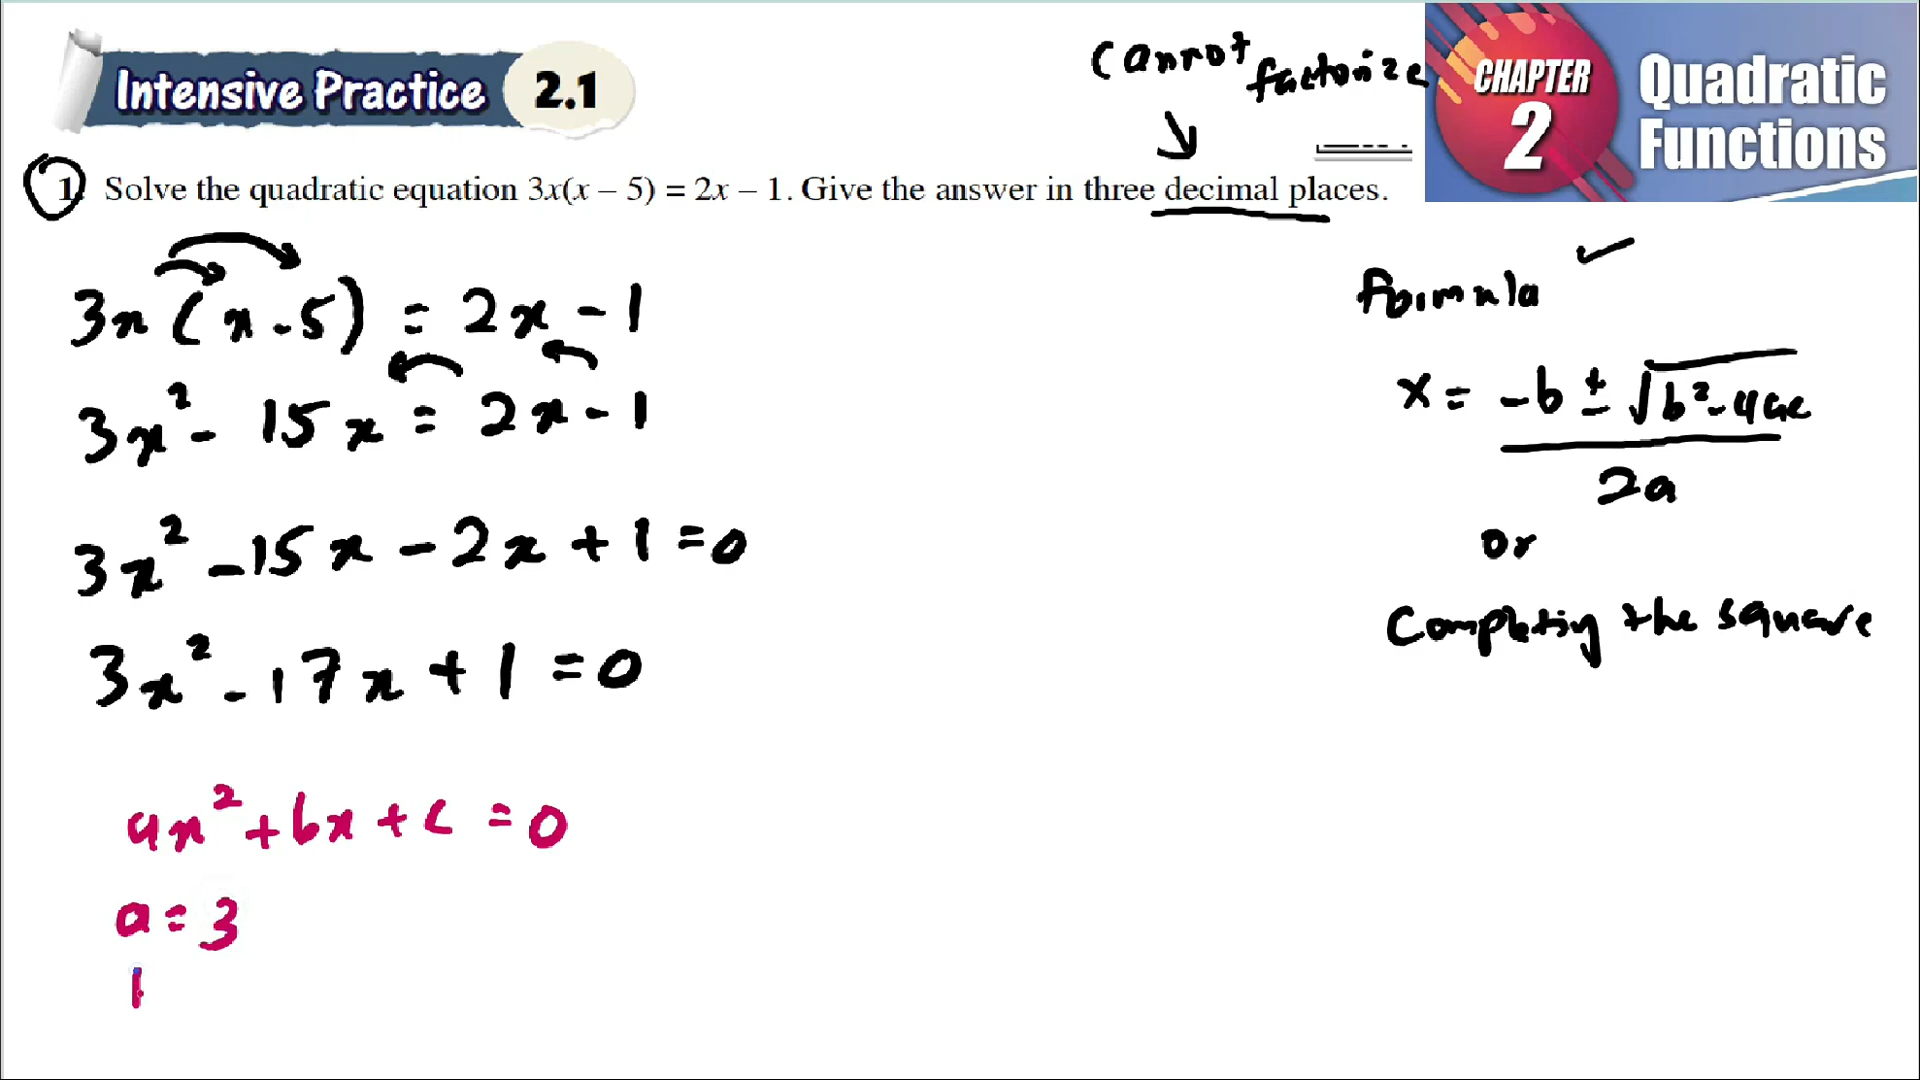 Intensive Practice 2.1
cannot factorize
CHAPTER 2
Quadratic
Functions
1. Solve the quadratic equation 3x(x – 5) = 2x – 1. Give the answer in three decimal places.
3x(x - 5) = 2x - 1
3x² - 15x = 2x - 1
3x² - 15x - 2x + 1 = 0
3x² - 17x + 1 = 0
ax² + bx + c = 0
a = 3
formula ✓
x = -b ± √b² - 4ac
2a
or
Completing the square